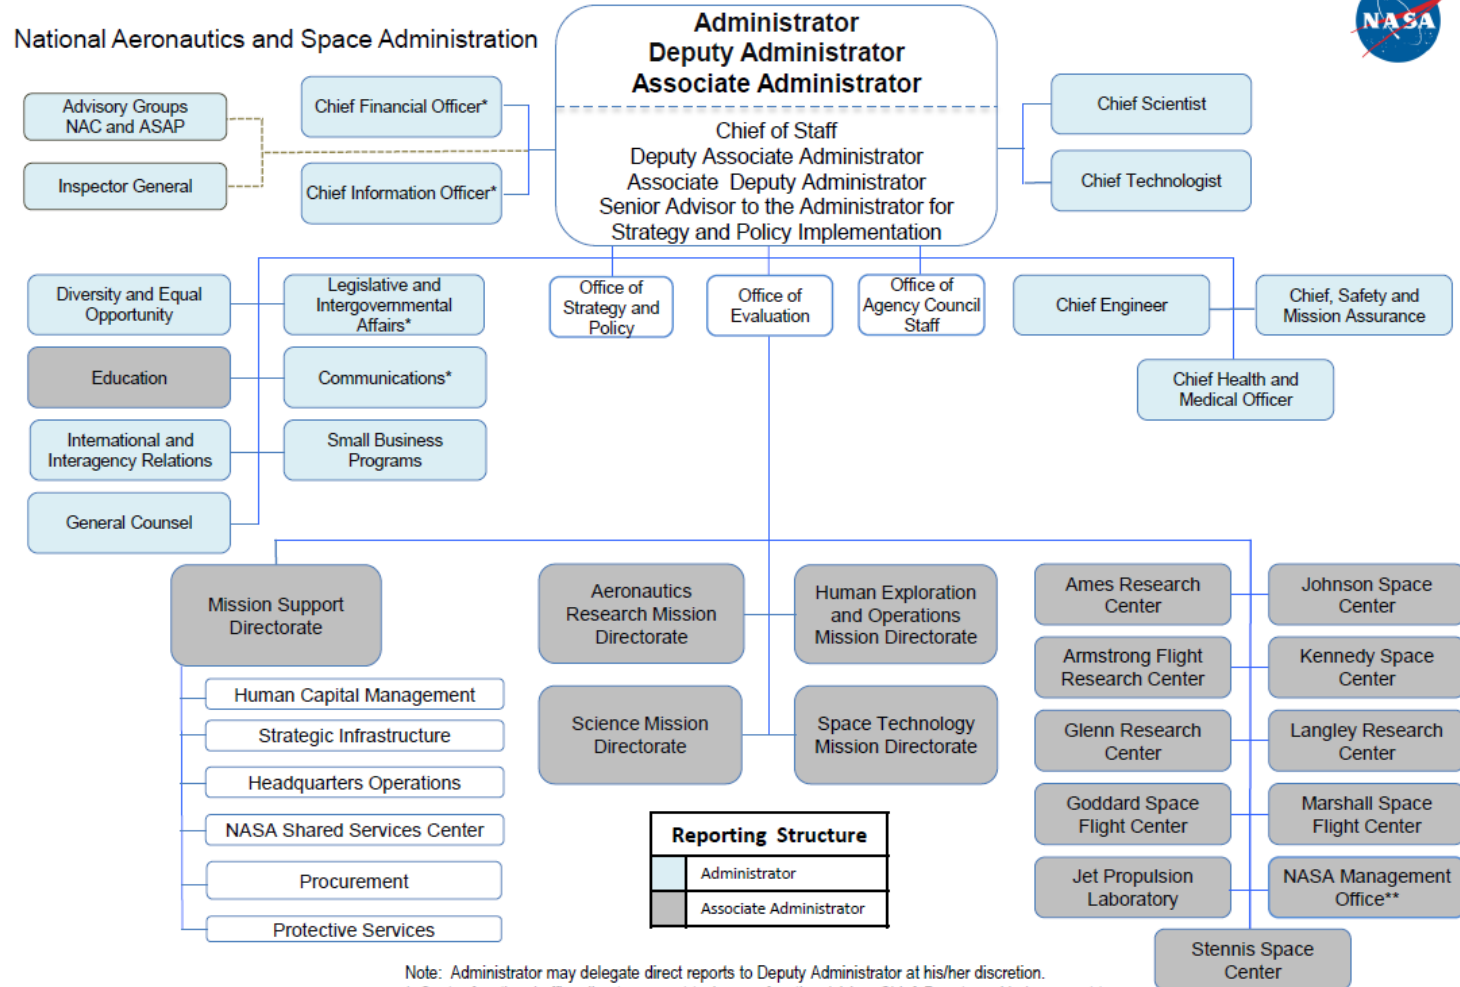 National Aeronautics and Space Administration
Administrator
Deputy Administrator
Associate Administrator
Chief of Staff
Deputy Associate Administrator
Associate Deputy Administrator
Senior Advisor to the Administrator for
Strategy and Policy Implementation
NASA
Advisory Groups
NAC and ASAP
Inspector General
Chief Financial Officer*
Chief Information Officer*
Chief Scientist
Chief Technologist
Diversity and Equal
Opportunity
Legislative and
Intergovernmental
Affairs*
Education
Communications*
International and
Interagency Relations
Small Business
Programs
General Counsel
Office of
Strategy and
Policy
Office of
Evaluation
Office of
Agency Council
Staff
Chief Engineer
Chief, Safety and
Mission Assurance
Chief Health and
Medical Officer
Mission Support
Directorate
Human Capital Management
Strategic Infrastructure
Headquarters Operations
NASA Shared Services Center
Procurement
Protective Services
Aeronautics
Research Mission
Directorate
Human Exploration
and Operations
Mission Directorate
Science Mission
Directorate
Space Technology
Mission Directorate
Reporting Structure
Administrator
Associate Administrator
Ames Research
Center
Johnson Space
Center
Armstrong Flight
Research Center
Kennedy Space
Center
Glenn Research
Center
Langley Research
Center
Goddard Space
Flight Center
Marshall Space
Flight Center
Jet Propulsion
Laboratory
NASA Management
Office**
Stennis Space
Center
Note: Administrator may delegate direct reports to Deputy Administrator at his/her discretion.